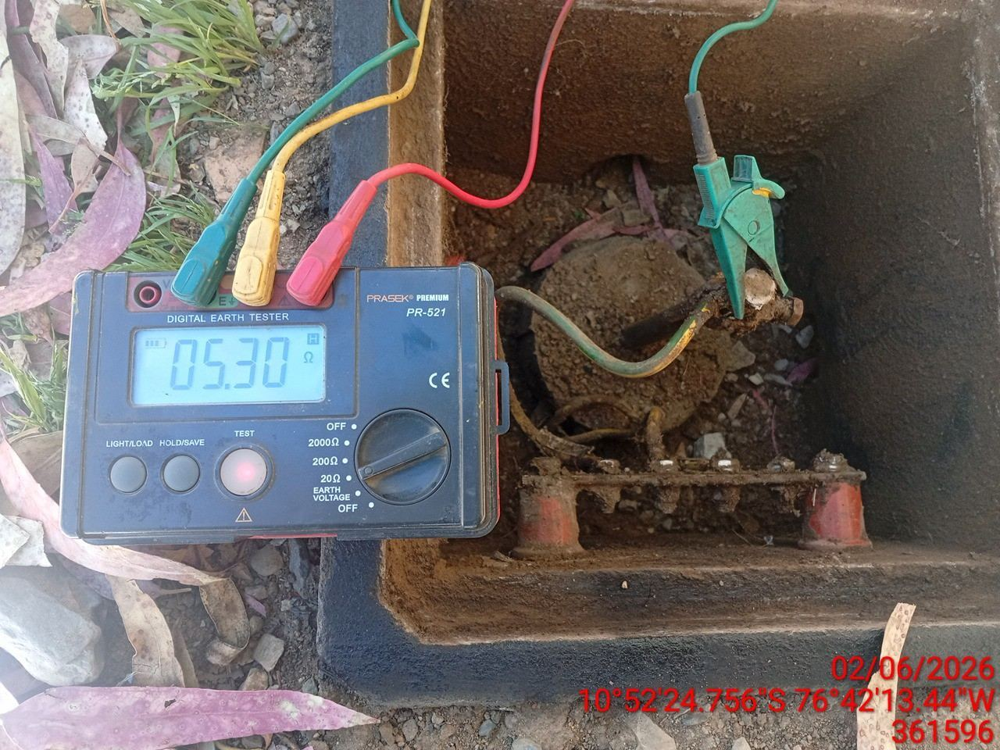 PRASEK® PREMIUM
PR-521
E
DIGITAL EARTH TESTER
05.30
H
Ω
CE
LIGHT/LOAD
HOLD/SAVE
TEST
OFF
2000Ω
200Ω
20Ω
EARTH
VOLTAGE
OFF
02/06/2026
10°52'24.756"S 76°42'13.44"W
361596